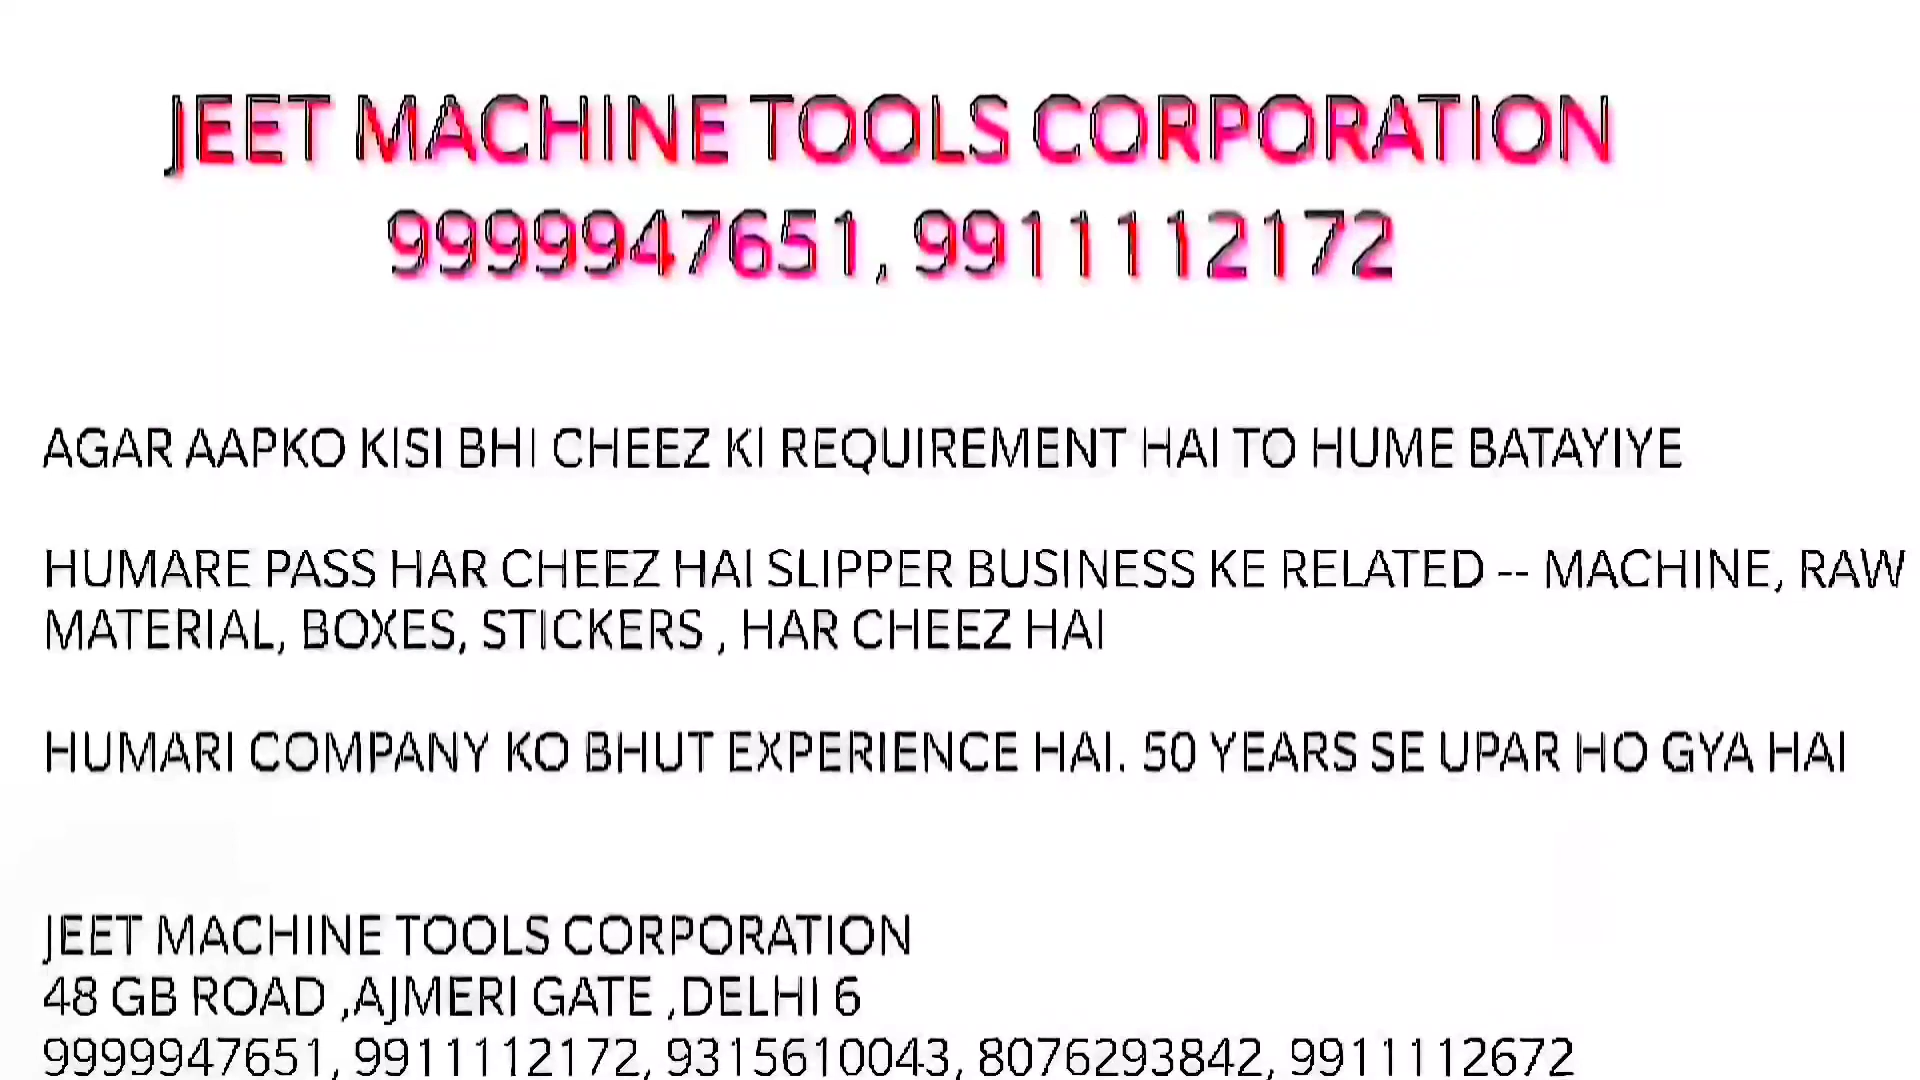 JEET MACHINE TOOLS CORPORATION
9999947651, 9911112172
AGAR AAPKO KISI BHI CHEEZ KI REQUIREMENT HAI TO HUME BATAYIYE
HUMARE PASS HAR CHEEZ HAI SLIPPER BUSINESS KE RELATED -- MACHINE, RAW
MATERIAL, BOXES, STICKERS , HAR CHEEZ HAI
HUMARI COMPANY KO BHUT EXPERIENCE HAI. 50 YEARS SE UPAR HO GYA HAI
JEET MACHINE TOOLS CORPORATION
48 GB ROAD ,AJMERI GATE ,DELHI 6
9999947651, 9911112172, 9315610043, 8076293842, 9911112672